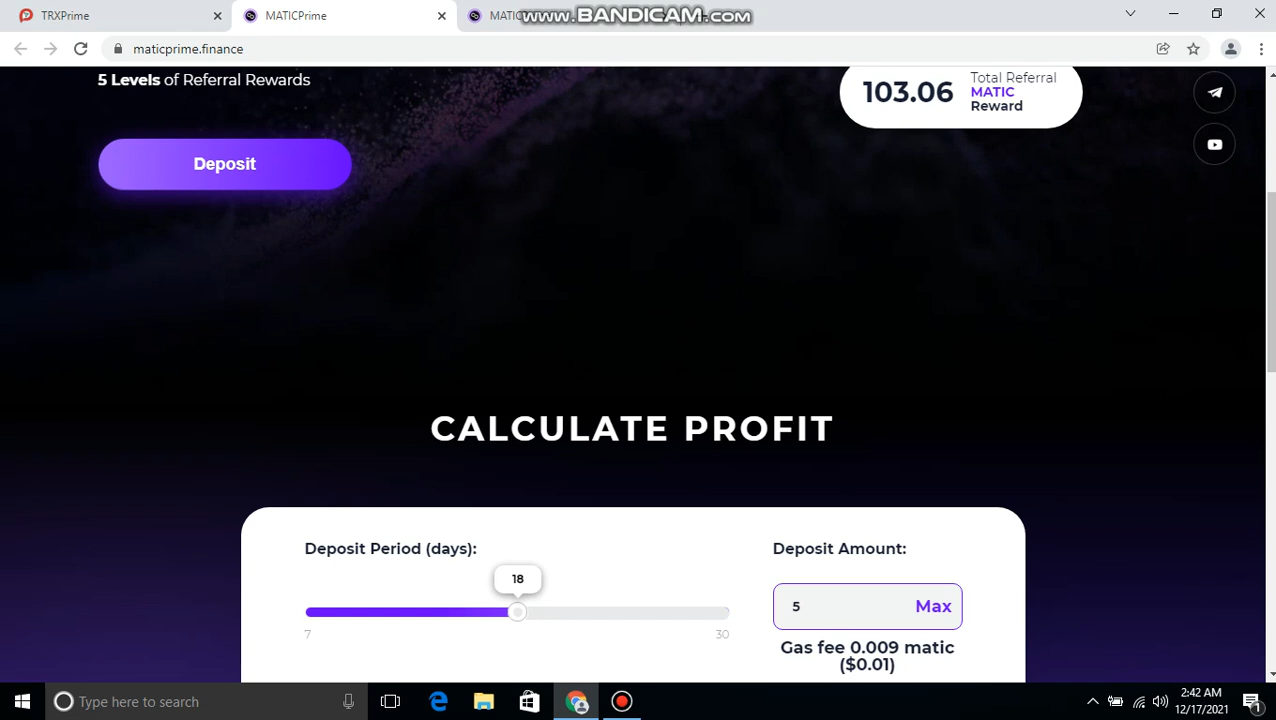 TRXPrime
MATICPrime
www.BANDICAM.com
maticprime.finance
5 Levels of Referral Rewards
103.06
Total Referral
MATIC
Reward
Deposit
CALCULATE PROFIT
Deposit Period (days):
18
7
30
Deposit Amount:
5
Max
Gas fee 0.009 matic
($0.01)
Type here to search
2:42 AM
12/17/2021
1